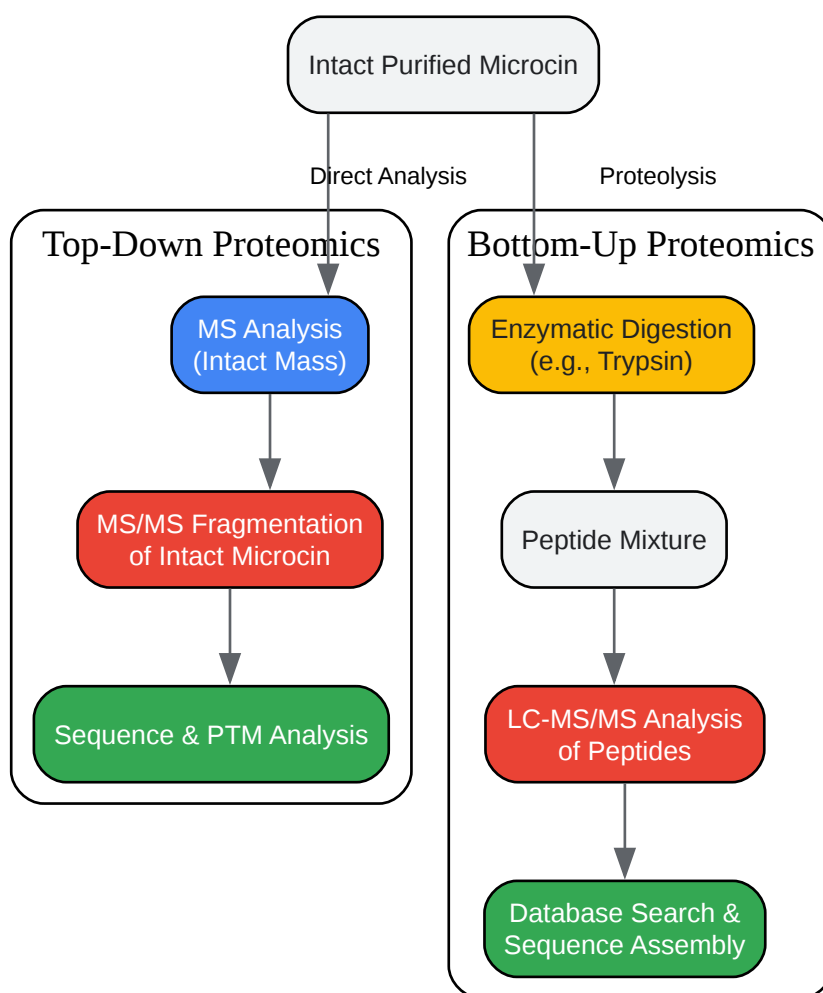 Intact Purified Microcin
Direct Analysis
Proteolysis
Top-Down Proteomics
MS Analysis
(Intact Mass)
MS/MS Fragmentation
of Intact Microcin
Sequence & PTM Analysis
Bottom-Up Proteomics
Enzymatic Digestion
(e.g., Trypsin)
Peptide Mixture
LC-MS/MS Analysis
of Peptides
Database Search &
Sequence Assembly